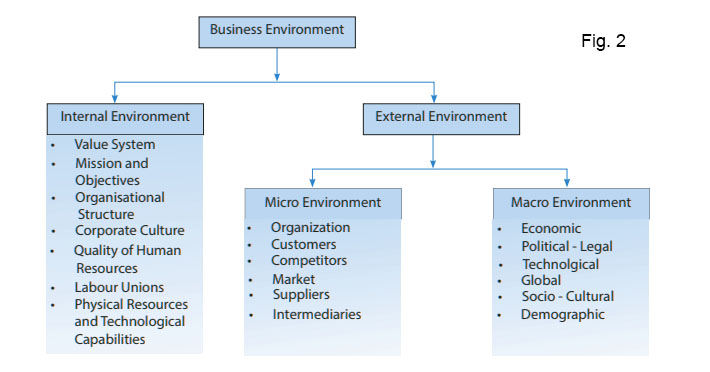 Business Environment
Fig. 2
Internal Environment
• Value System
• Mission and
Objectives
• Organisational
Structure
• Corporate Culture
• Quality of Human
Resources
• Labour Unions
• Physical Resources
and Technological
Capabilities
External Environment
Micro Environment
• Organization
• Customers
• Competitors
• Market
• Suppliers
• Intermediaries
Macro Environment
• Economic
• Political - Legal
• Technolgical
• Global
• Socio - Cultural
• Demographic